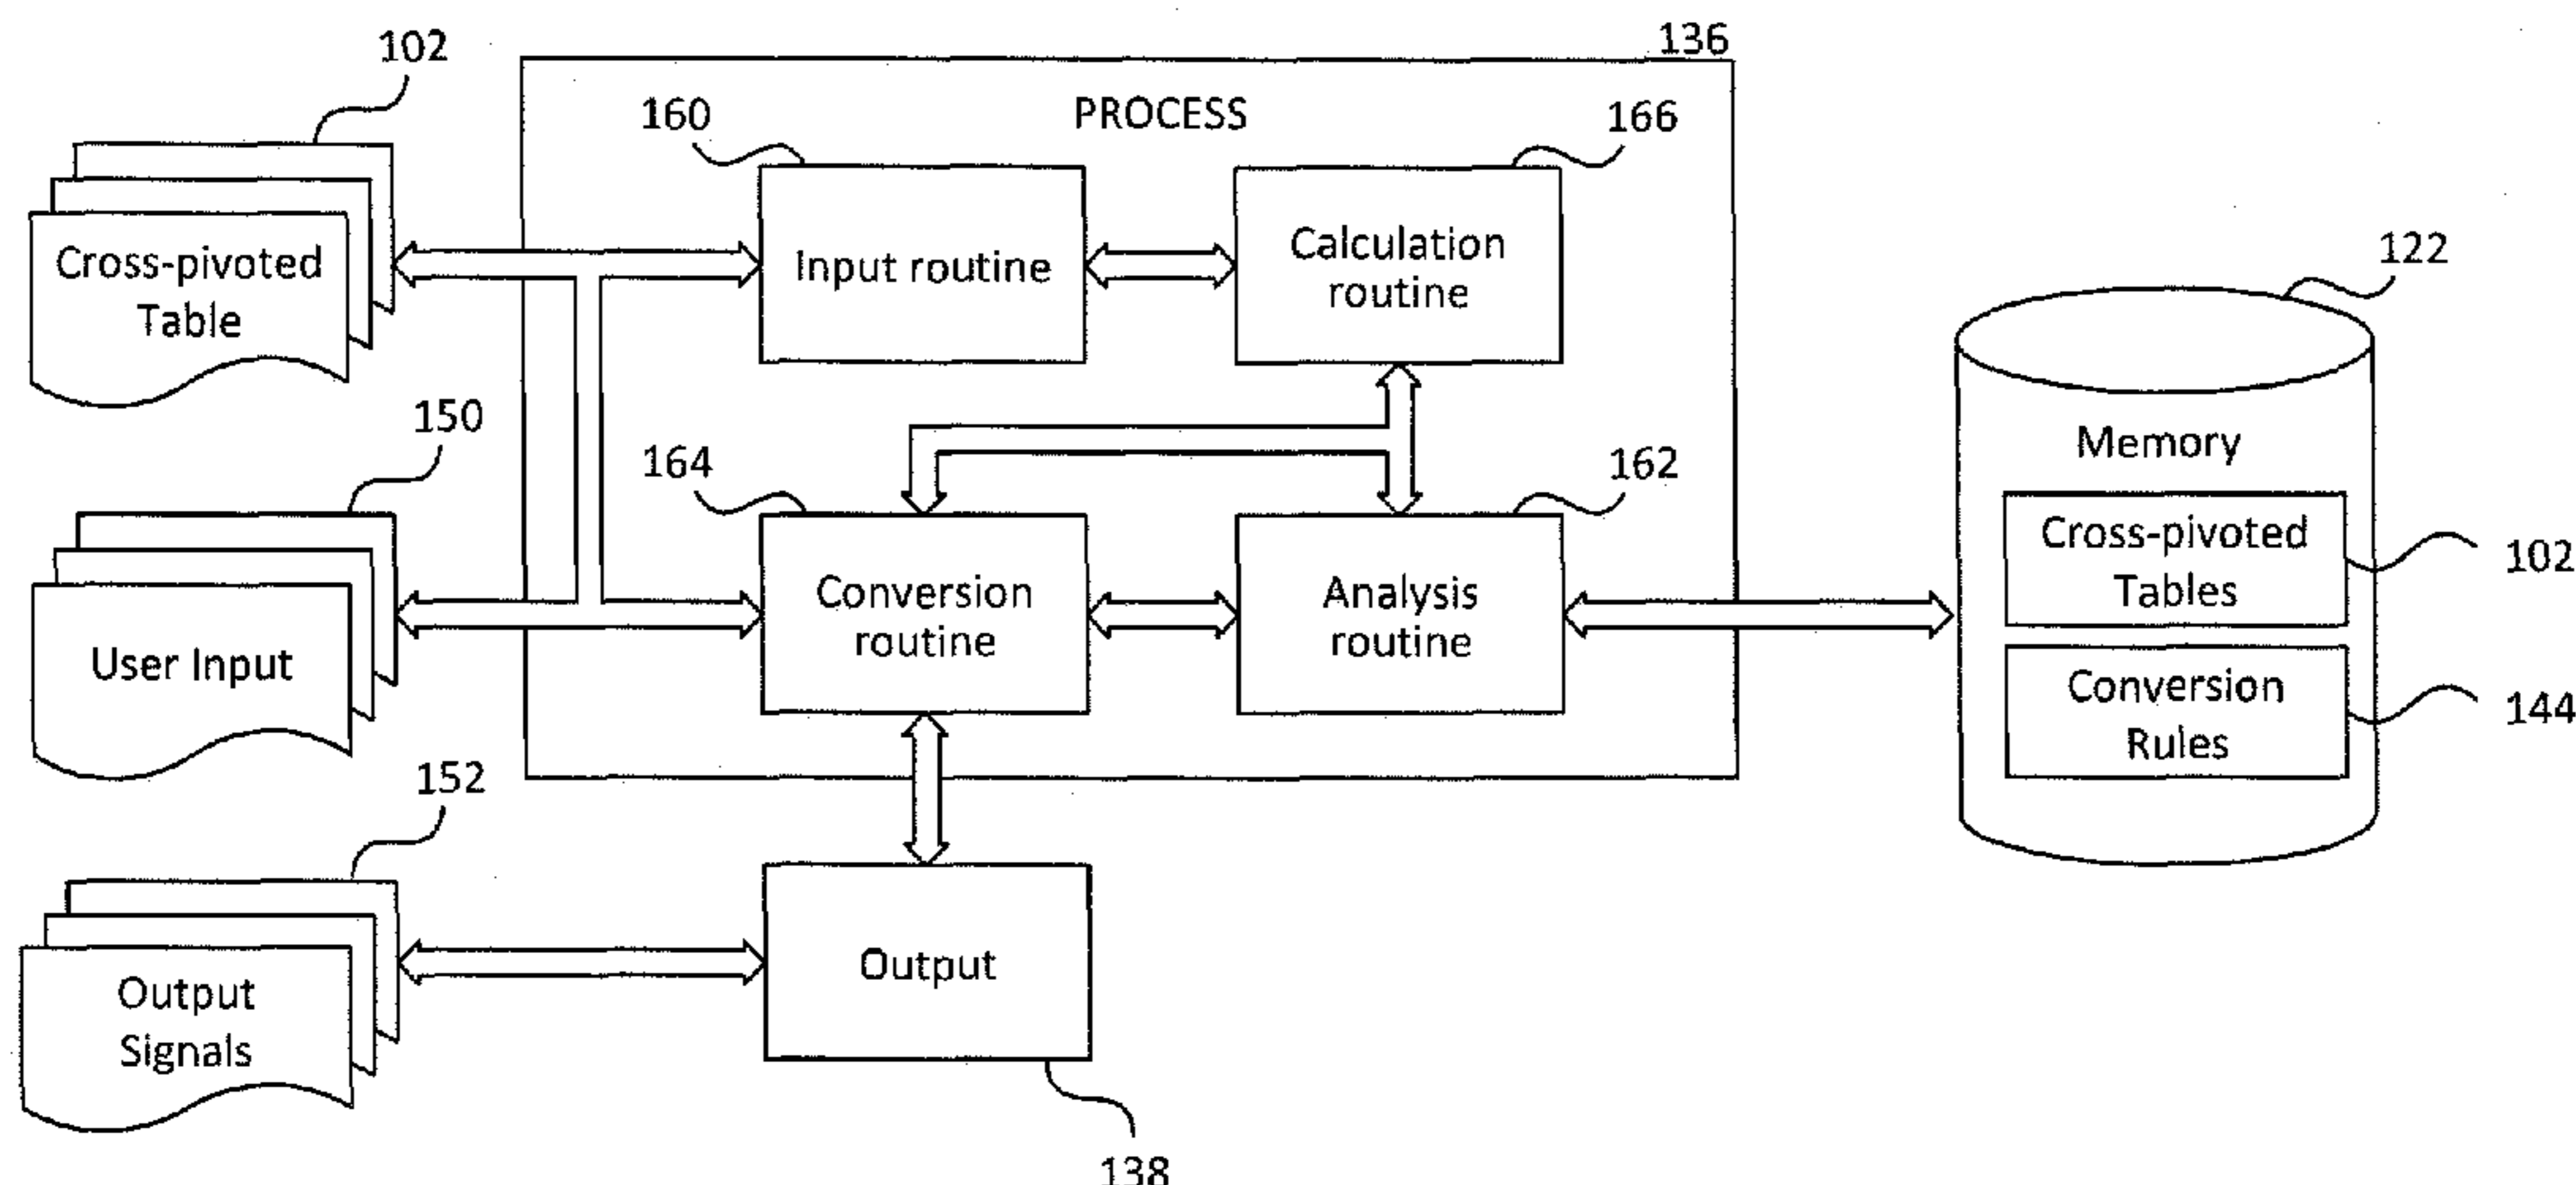 136
102
PROCESS
160
166
Cross-pivoted
Table
Input routine
Calculation
routine
122
150
164
162
Memory
Cross-pivoted
Tables
102
User Input
Conversion
routine
Analysis
routine
Conversion
Rules
144
152
Output
Signals
Output
138